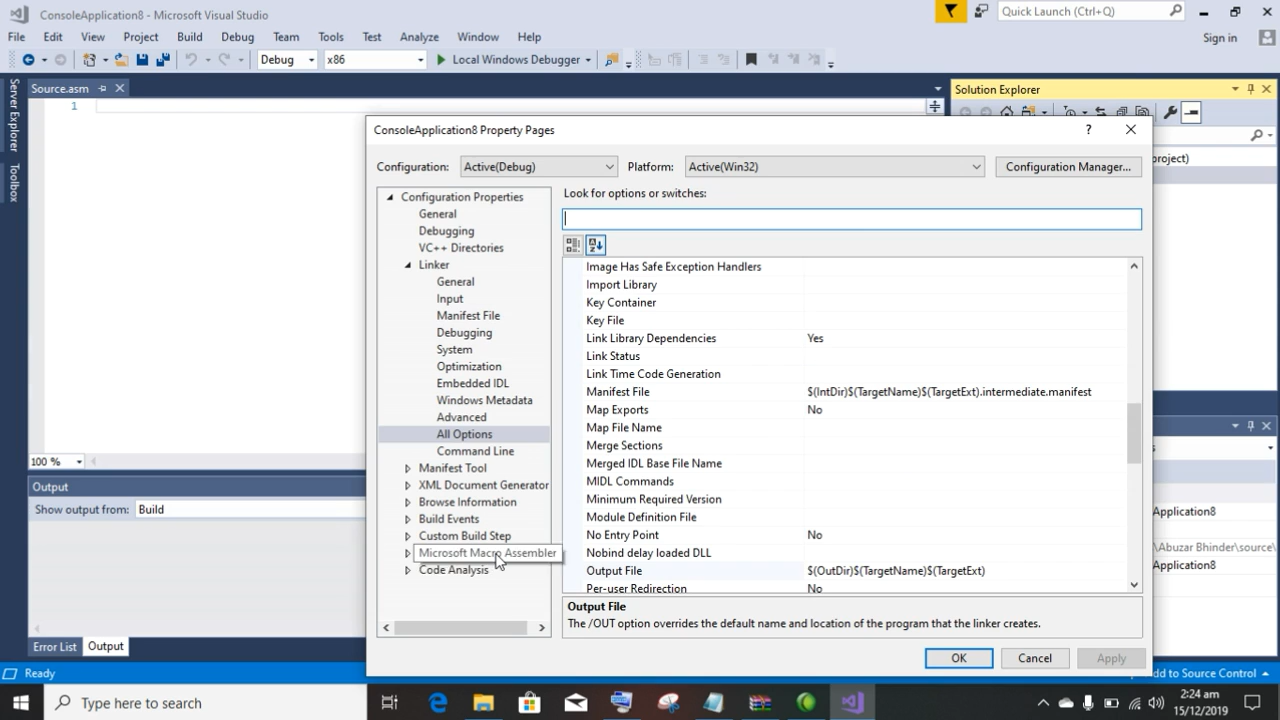 ConsoleApplication8 - Microsoft Visual Studio
Quick Launch (Ctrl+Q)
File Edit View Project Build Debug Team Tools Test Analyze Window Help
Sign in
Debug x86 Local Windows Debugger
Server Explorer
Toolbox
Source.asm
1
Solution Explorer
ConsoleApplication8 Property Pages
?
project)
Configuration: Active(Debug) Platform: Active(Win32) Configuration Manager...
Configuration Properties
General
Debugging
VC++ Directories
Linker
General
Input
Manifest File
Debugging
System
Optimization
Embedded IDL
Windows Metadata
Advanced
All Options
Command Line
Manifest Tool
XML Document Generator
Browse Information
Build Events
Custom Build Step
Microsoft Macro Assembler
Code Analysis
Look for options or switches:
Image Has Safe Exception Handlers
Import Library
Key Container
Key File
Link Library Dependencies Yes
Link Status
Link Time Code Generation
Manifest File $(IntDir)$(TargetName)$(TargetExt).intermediate.manifest
Map Exports No
Map File Name
Merge Sections
Merged IDL Base File Name
MIDL Commands
Minimum Required Version
Module Definition File
No Entry Point No
Nobind delay loaded DLL
Output File $(OutDir)$(TargetName)$(TargetExt)
Per-user Redirection No
Output File
The /OUT option overrides the default name and location of the program that the linker creates.
OK Cancel Apply
100 %
Output
Show output from: Build
s
Application8
\Abuzar Bhinder\source\
Application8
Error List Output
Ready
dd to Source Control
Type here to search
2:24 am
15/12/2019